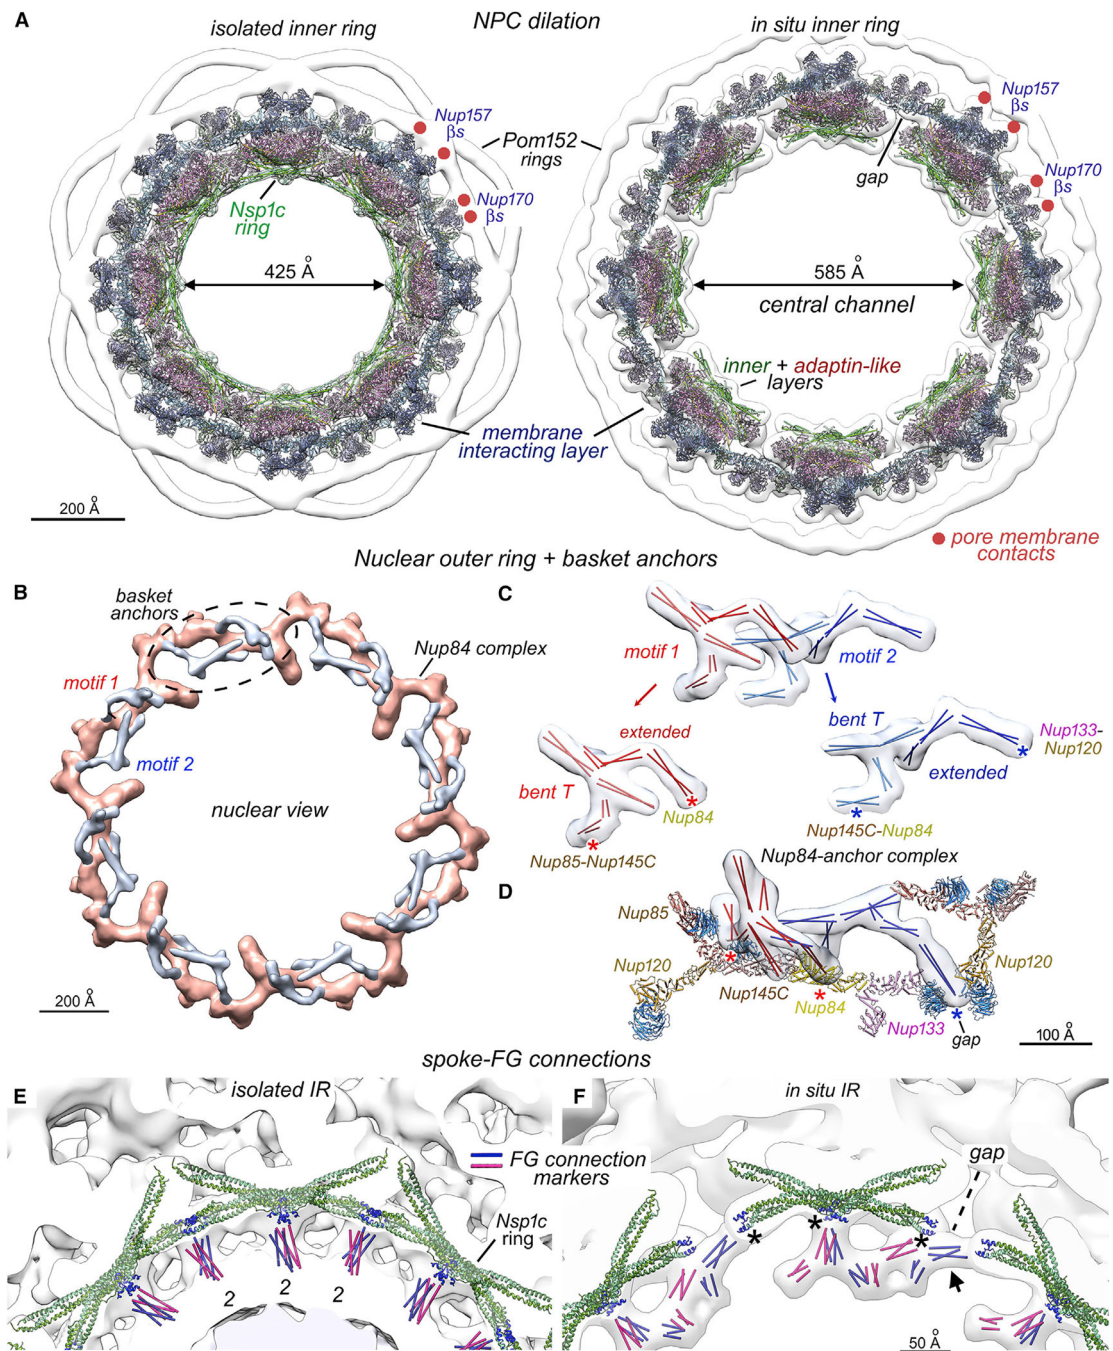 A
NPC dilation
isolated inner ring
in situ inner ring
Nup157
βs
Nup170
βs
Pom152
rings
Nsp1c
ring
425 Å
Nup157
βs
Nup170
βs
gap
585 Å
central channel
inner + adaptin-like
layers
membrane
interacting layer
200 Å
pore membrane
contacts
Nuclear outer ring + basket anchors
B
basket
anchors
Nup84 complex
motif 1
motif 2
nuclear view
200 Å
C
motif 1
motif 2
extended
bent T
Nup84
*
*
Nup85-Nup145C
bent T
extended
Nup133-
Nup120
*
*
Nup145C-Nup84
Nup84-anchor complex
D
Nup85
Nup120
*
Nup145C
*
Nup84
Nup133
Nup120
*
gap
100 Å
spoke-FG connections
E
isolated IR
FG connection
markers
Nsp1c
ring
2
2
2
F
in situ IR
gap
*
*
*
50 Å